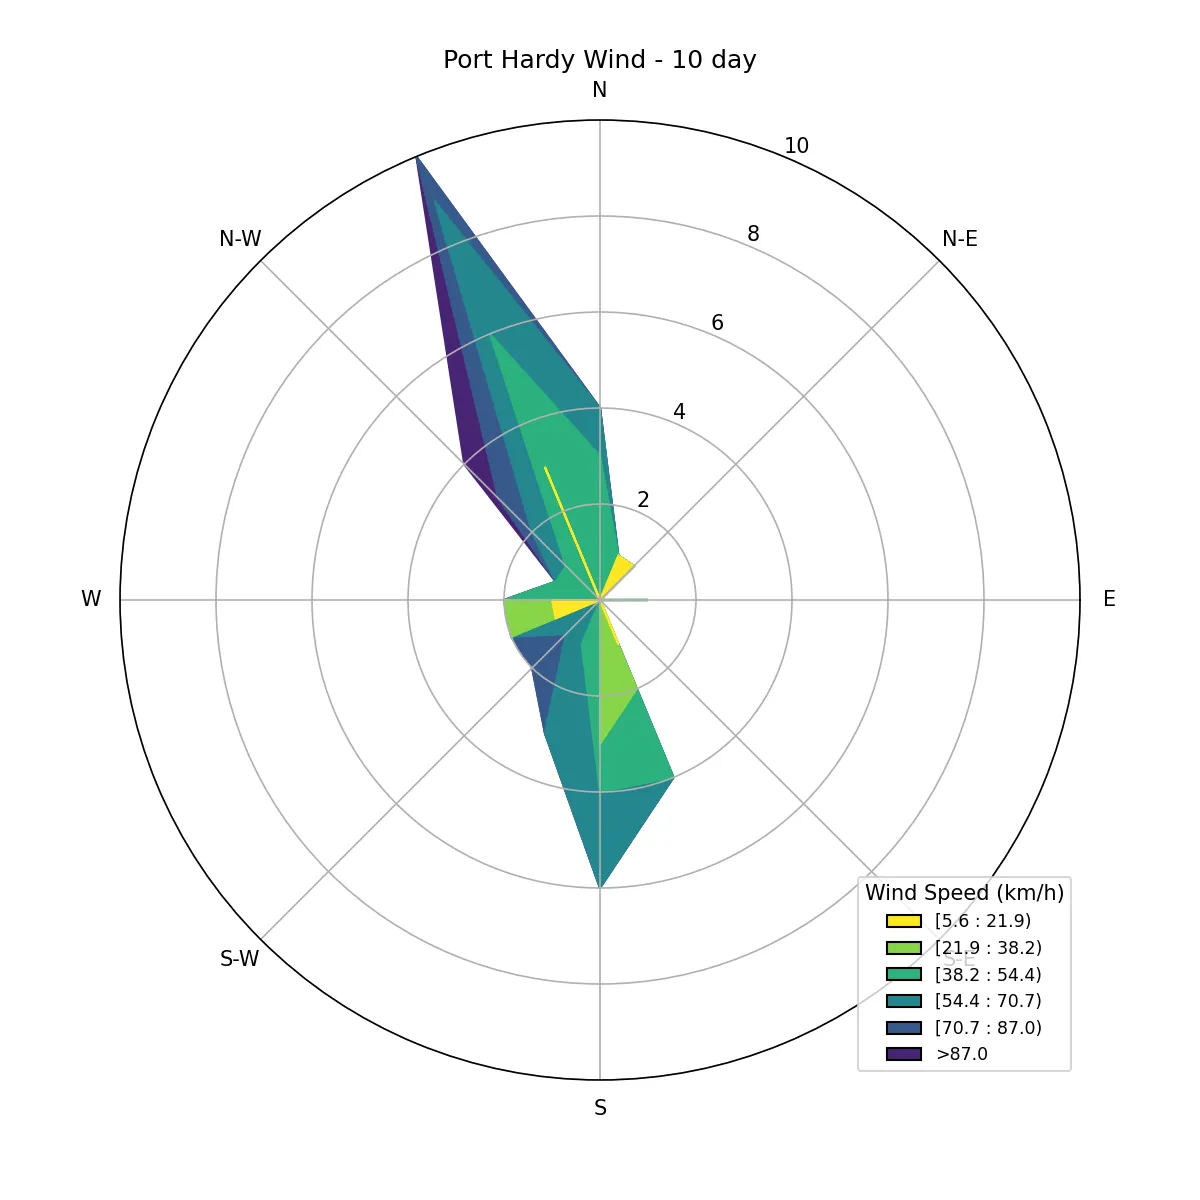 Port Hardy Wind - 10 day
N
10
N-W
N-E
8
6
4
2
W
E
Wind Speed (km/h)
[5.6 : 21.9)
[21.9 : 38.2)
S-W
S-E
[38.2 : 54.4)
[54.4 : 70.7)
[70.7 : 87.0)
>87.0
S